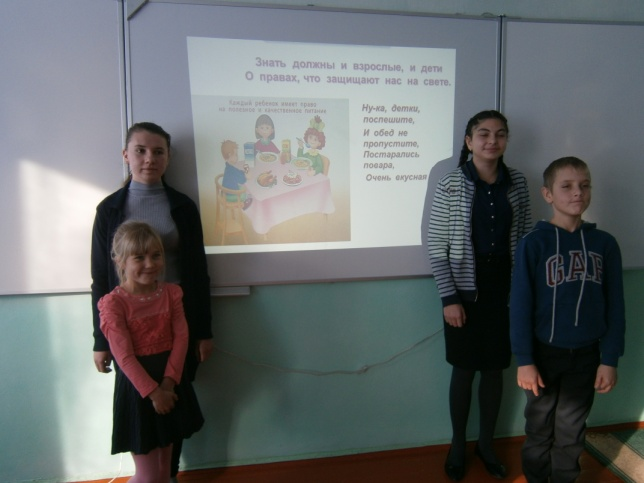 Знать должны и взрослые, и дети
О правах, что защищают нас на свете.
Каждый ребенок имеет право
на полезное и качественное питание
Ну-ка, детки,
поспешите,
И обед не
пропустите,
Постарались
повара,
Очень вкусная
GAP